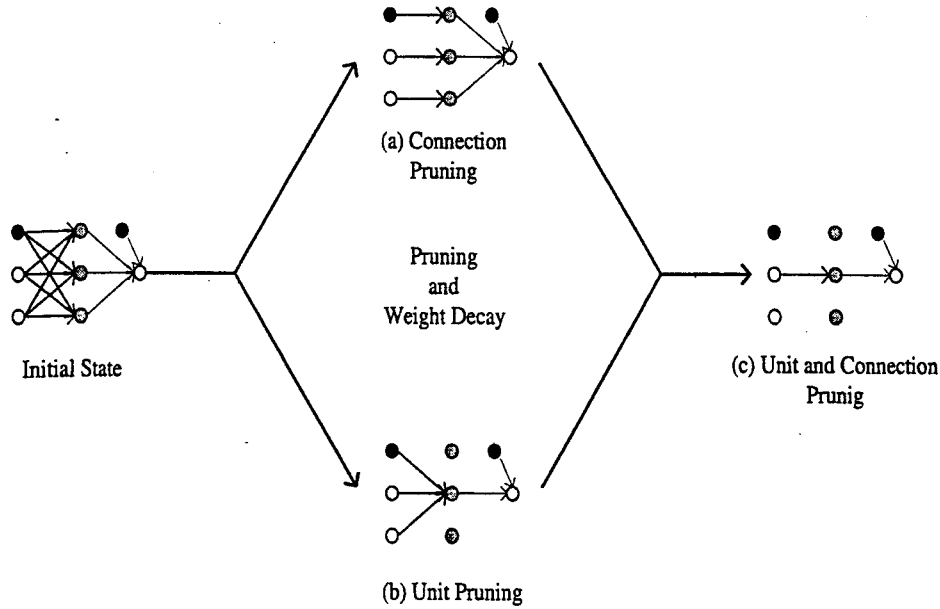 (a) Connection
Pruning
Pruning
and
Weight Decay
Initial State
(c) Unit and Connection
Prunig
(b) Unit Pruning